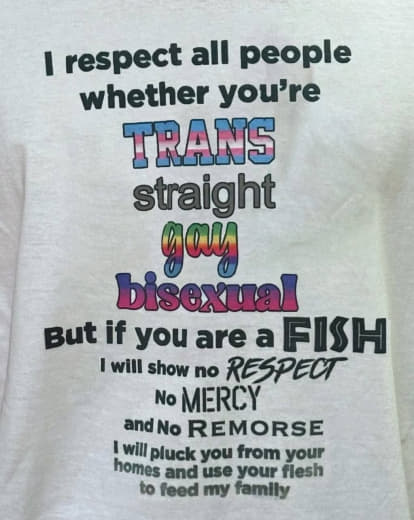 I respect all people
whether you're
TRANS
straight
gay
bisexual
But if you are a FISH
I will show no RESPECT
No MERCY
and No REMORSE
I will pluck you from your
homes and use your flesh
to feed my family